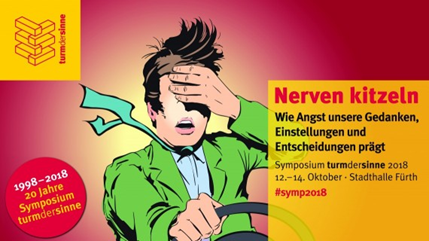 turmdersinne
Nerven kitzeln
Wie Angst unsere Gedanken,
Einstellungen und
Entscheidungen prägt
Symposium turmdersinne 2018
12.–14. Oktober · Stadthalle Fürth
#symp2018
1998–2018
20 Jahre
Symposium
turmdersinne